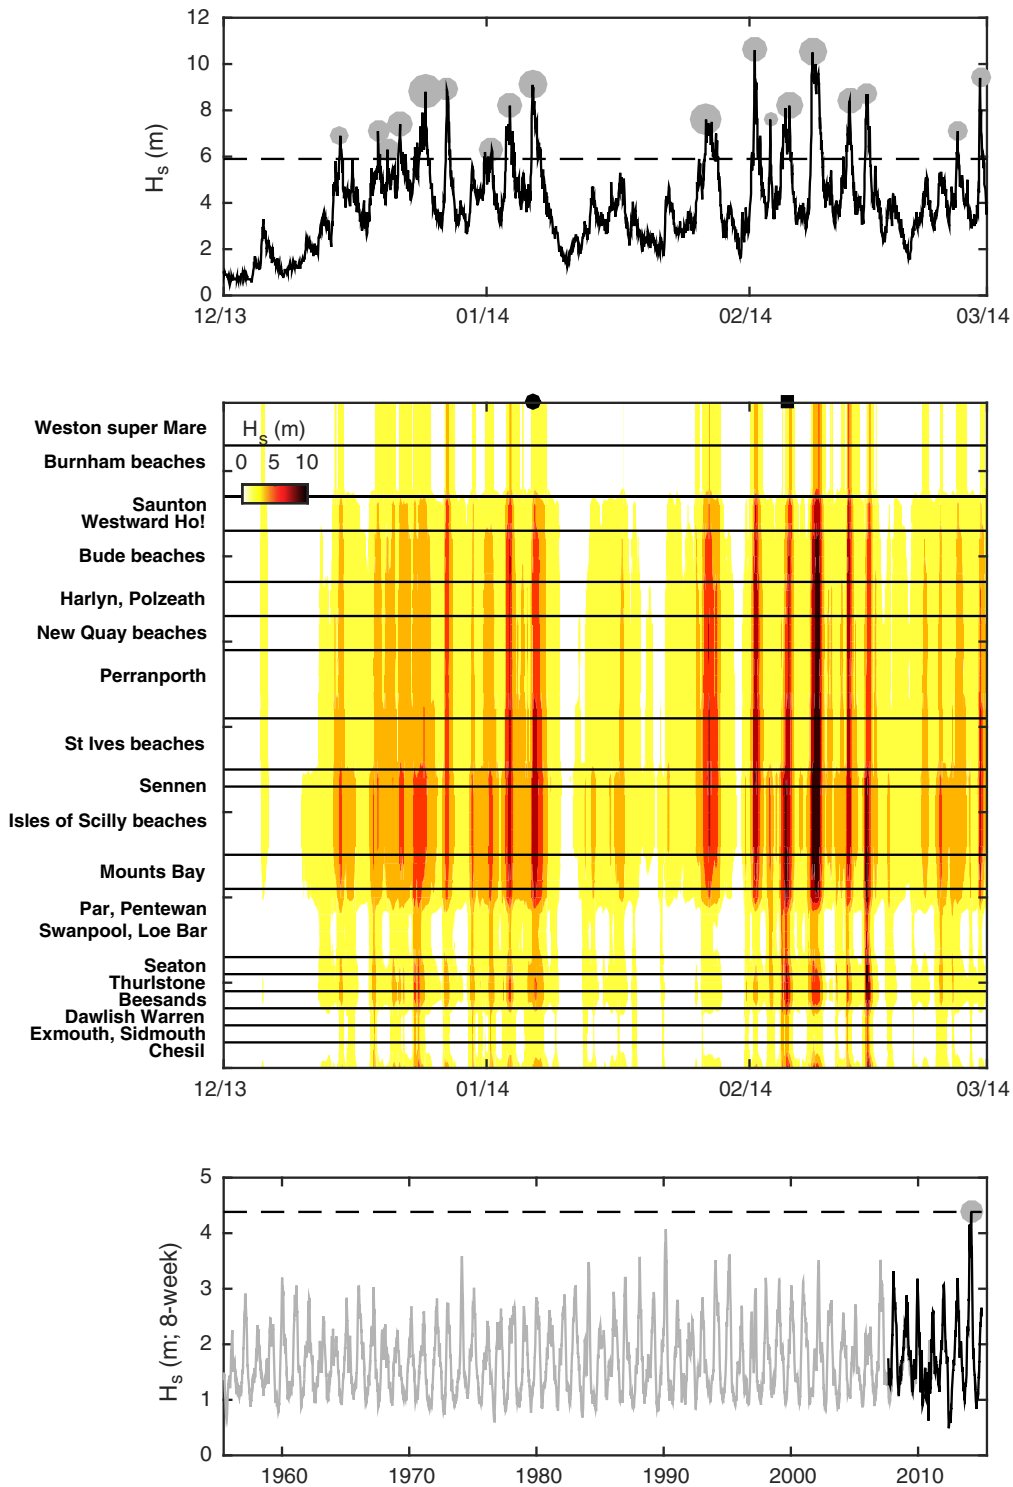 12
10
8
6
4
2
0
H_s (m)
12/13
01/14
02/14
03/14
H_s (m)
0 5 10
Weston super Mare
Burnham beaches
Saunton
Westward Ho!
Bude beaches
Harlyn, Polzeath
New Quay beaches
Perranporth
St Ives beaches
Sennen
Isles of Scilly beaches
Mounts Bay
Par, Pentewan
Swanpool, Loe Bar
Seaton
Thurlstone
Beesands
Dawlish Warren
Exmouth, Sidmouth
Chesil
12/13
01/14
02/14
03/14
5
4
3
2
1
0
H_s (m; 8-week)
1960
1970
1980
1990
2000
2010